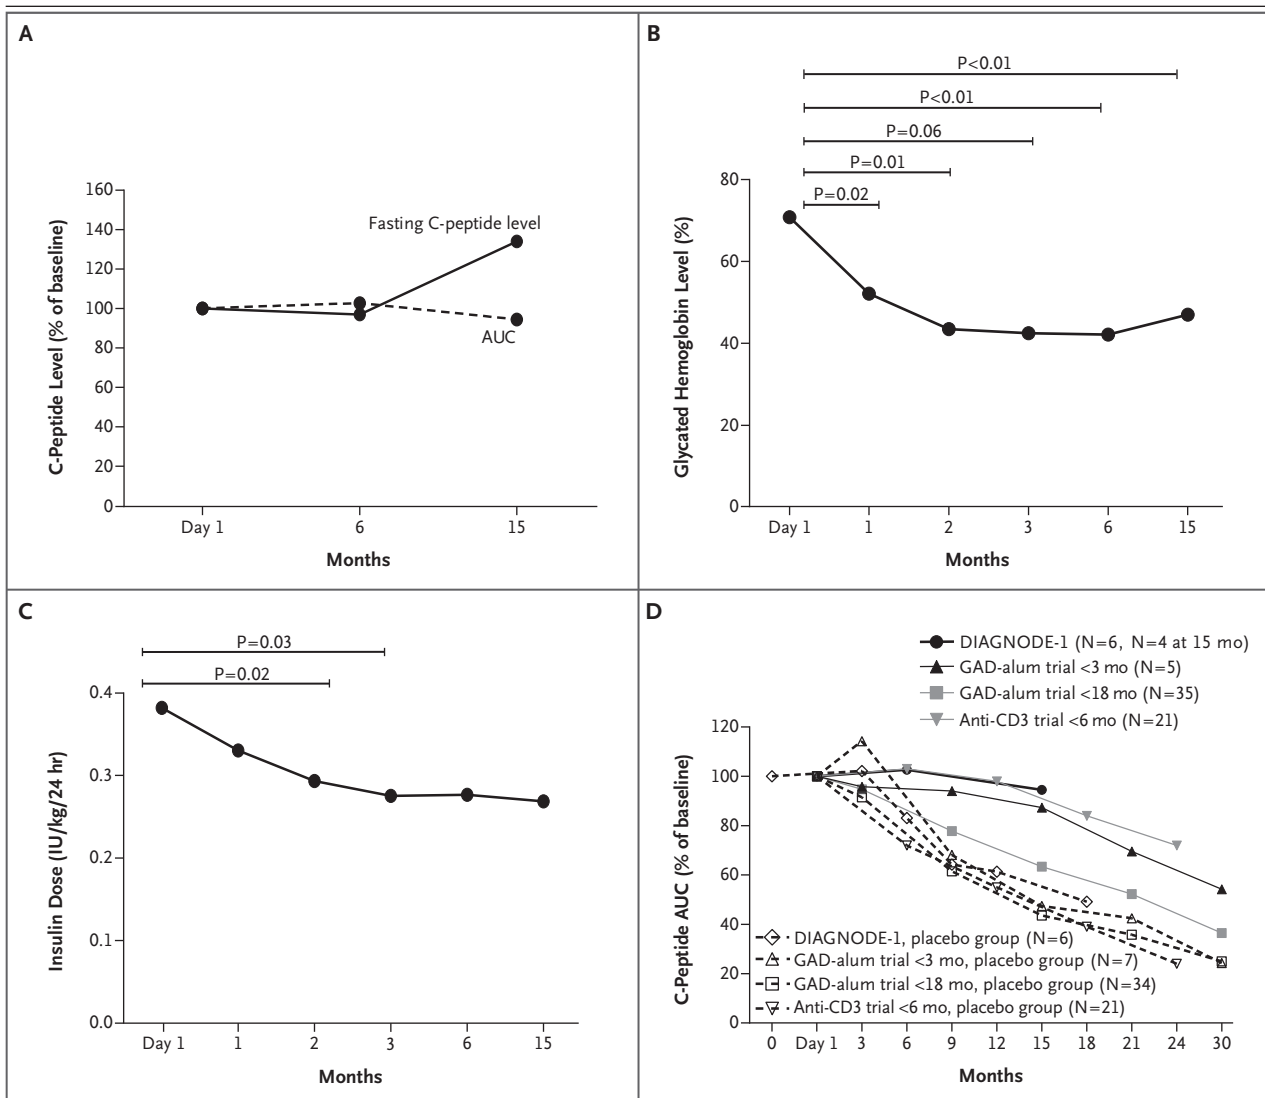 A
160
140
120
100
80
60
40
20
0
C-Peptide Level (% of baseline)
Fasting C-peptide level
AUC
Day 1
6
15
Months
B
P<0.01
P<0.01
P=0.06
P=0.01
P=0.02
80
60
40
20
0
Glycated Hemoglobin Level (%)
Day 1
1
2
3
6
15
Months
C
P=0.03
P=0.02
0.4
0.3
0.2
0.1
0.0
Insulin Dose (IU/kg/24 hr)
Day 1
1
2
3
6
15
Months
D
DIAGNODE-1 (N=6, N=4 at 15 mo)
GAD-alum trial <3 mo (N=5)
GAD-alum trial <18 mo (N=35)
Anti-CD3 trial <6 mo (N=21)
120
100
80
60
40
20
0
C-Peptide AUC (% of baseline)
DIAGNODE-1, placebo group (N=6)
GAD-alum trial <3 mo, placebo group (N=7)
GAD-alum trial <18 mo, placebo group (N=34)
Anti-CD3 trial <6 mo, placebo group (N=21)
0
Day 1
3
6
9
12
15
18
21
24
30
Months